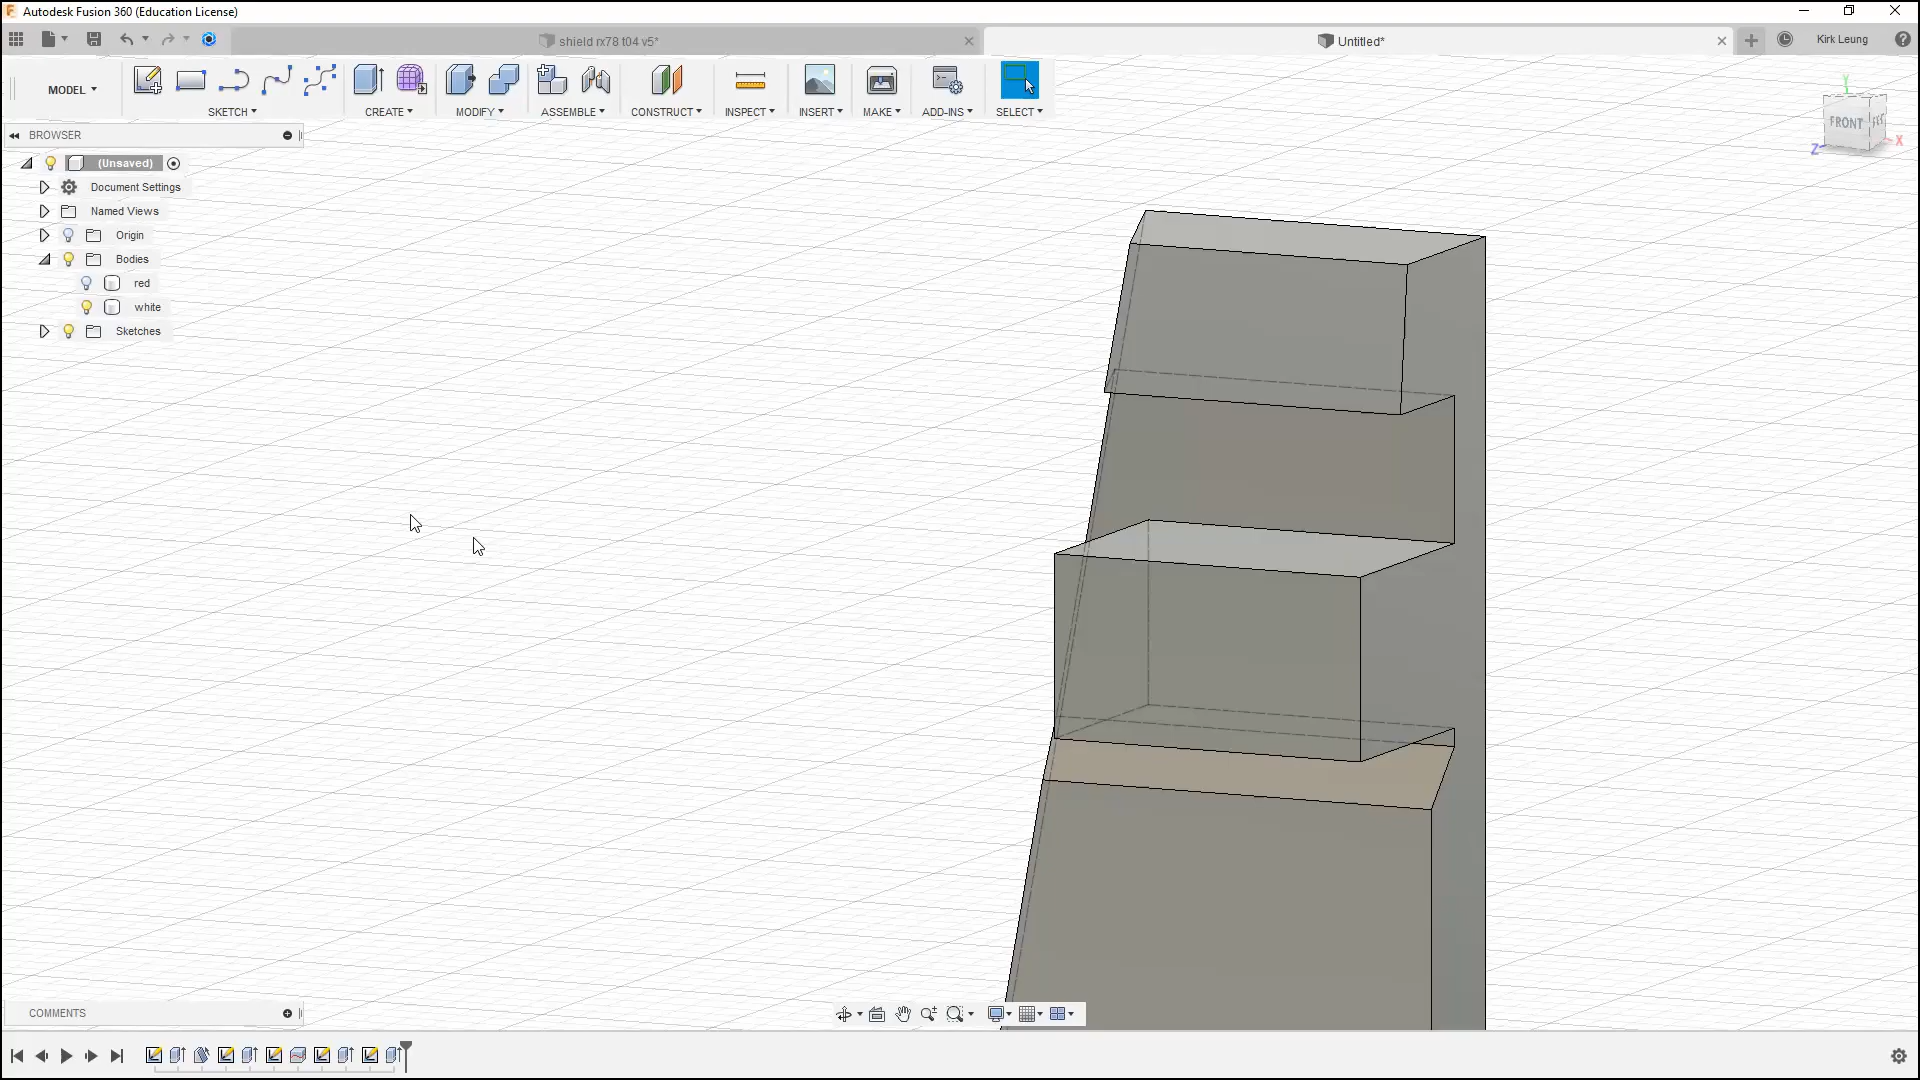 Autodesk Fusion 360 (Education License)
shield rx78 t04 v5*
Untitled*
Kirk Leung
MODEL
SKETCH
CREATE
MODIFY
ASSEMBLE
CONSTRUCT
INSPECT
INSERT
MAKE
ADD-INS
SELECT
Y
FRONT
X
Z
BROWSER
(Unsaved)
Document Settings
Named Views
Origin
Bodies
red
white
Sketches
COMMENTS